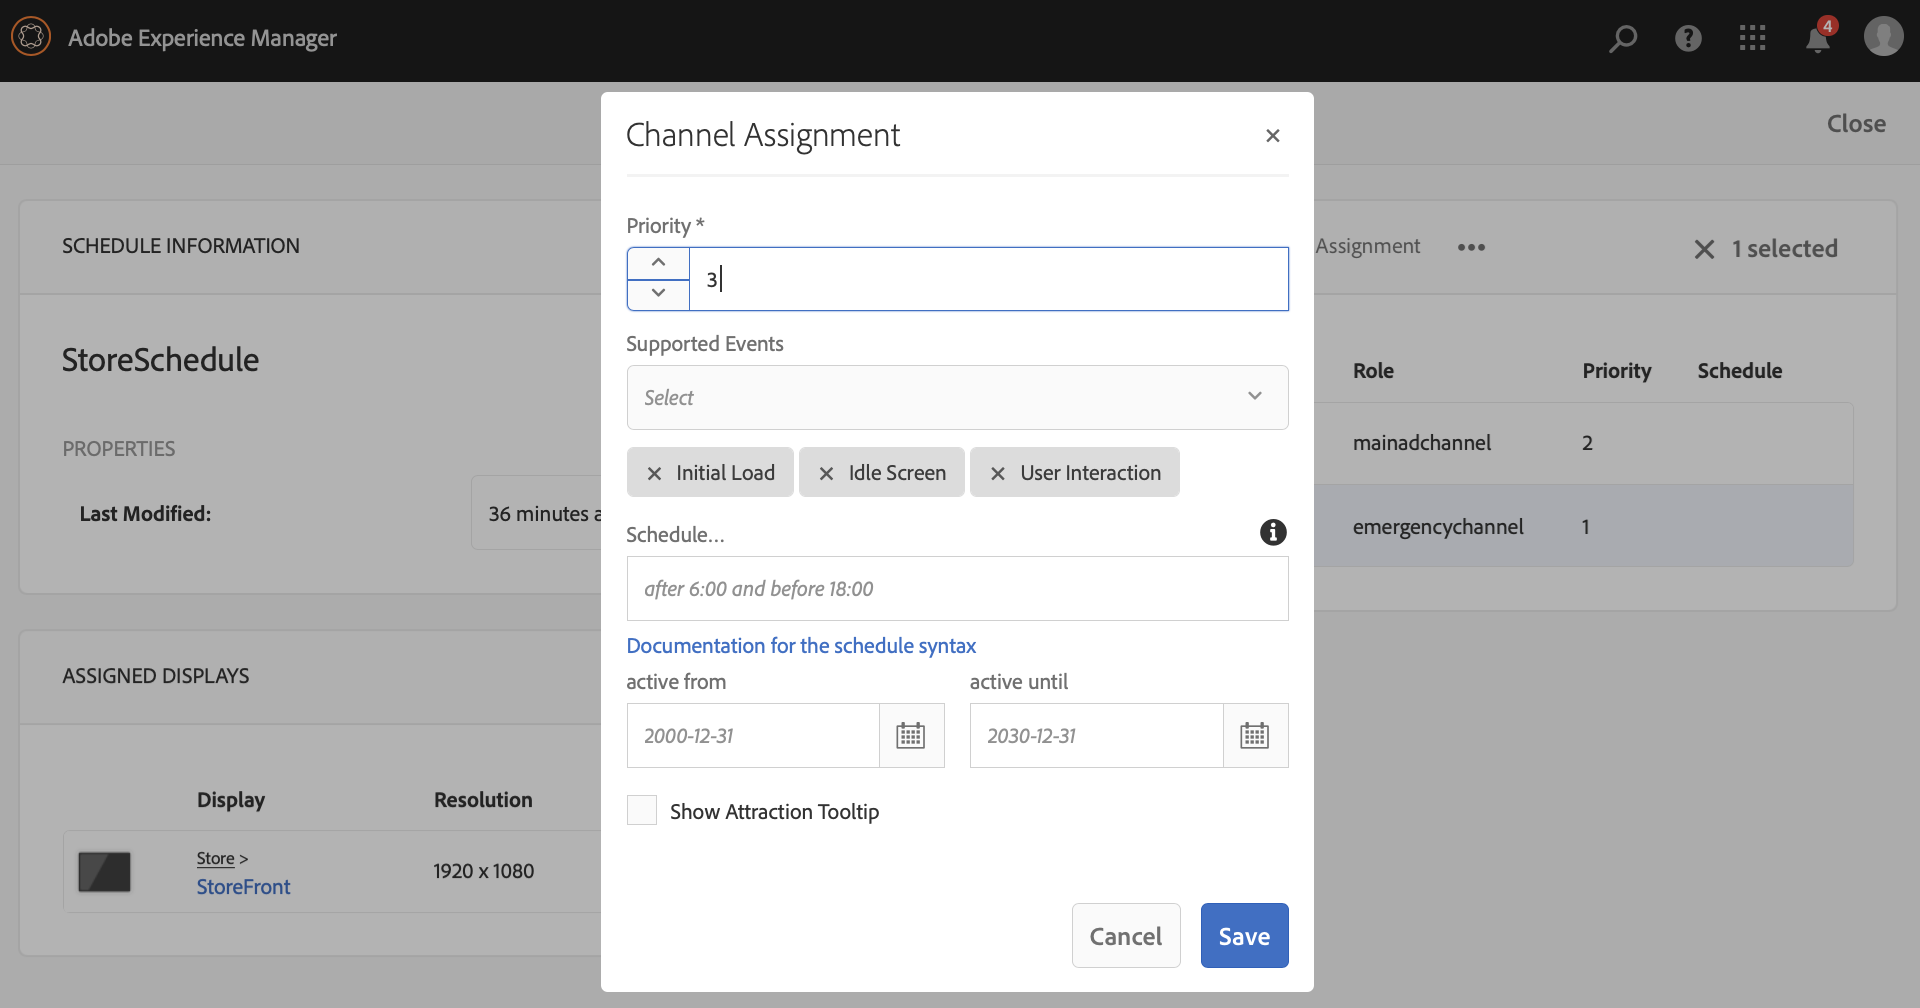 Adobe Experience Manager
4
Close
SCHEDULE INFORMATION
StoreSchedule
PROPERTIES
Last Modified:
36 minutes a
ASSIGNED DISPLAYS
Display
Resolution
Store >
StoreFront
1920 x 1080
Channel Assignment
Priority *
3
Supported Events
Select
Initial Load
Idle Screen
User Interaction
Schedule...
after 6:00 and before 18:00
Documentation for the schedule syntax
active from
active until
2000-12-31
2030-12-31
Show Attraction Tooltip
Cancel
Save
Assignment
1 selected
Role
Priority
Schedule
mainadchannel
2
emergencychannel
1